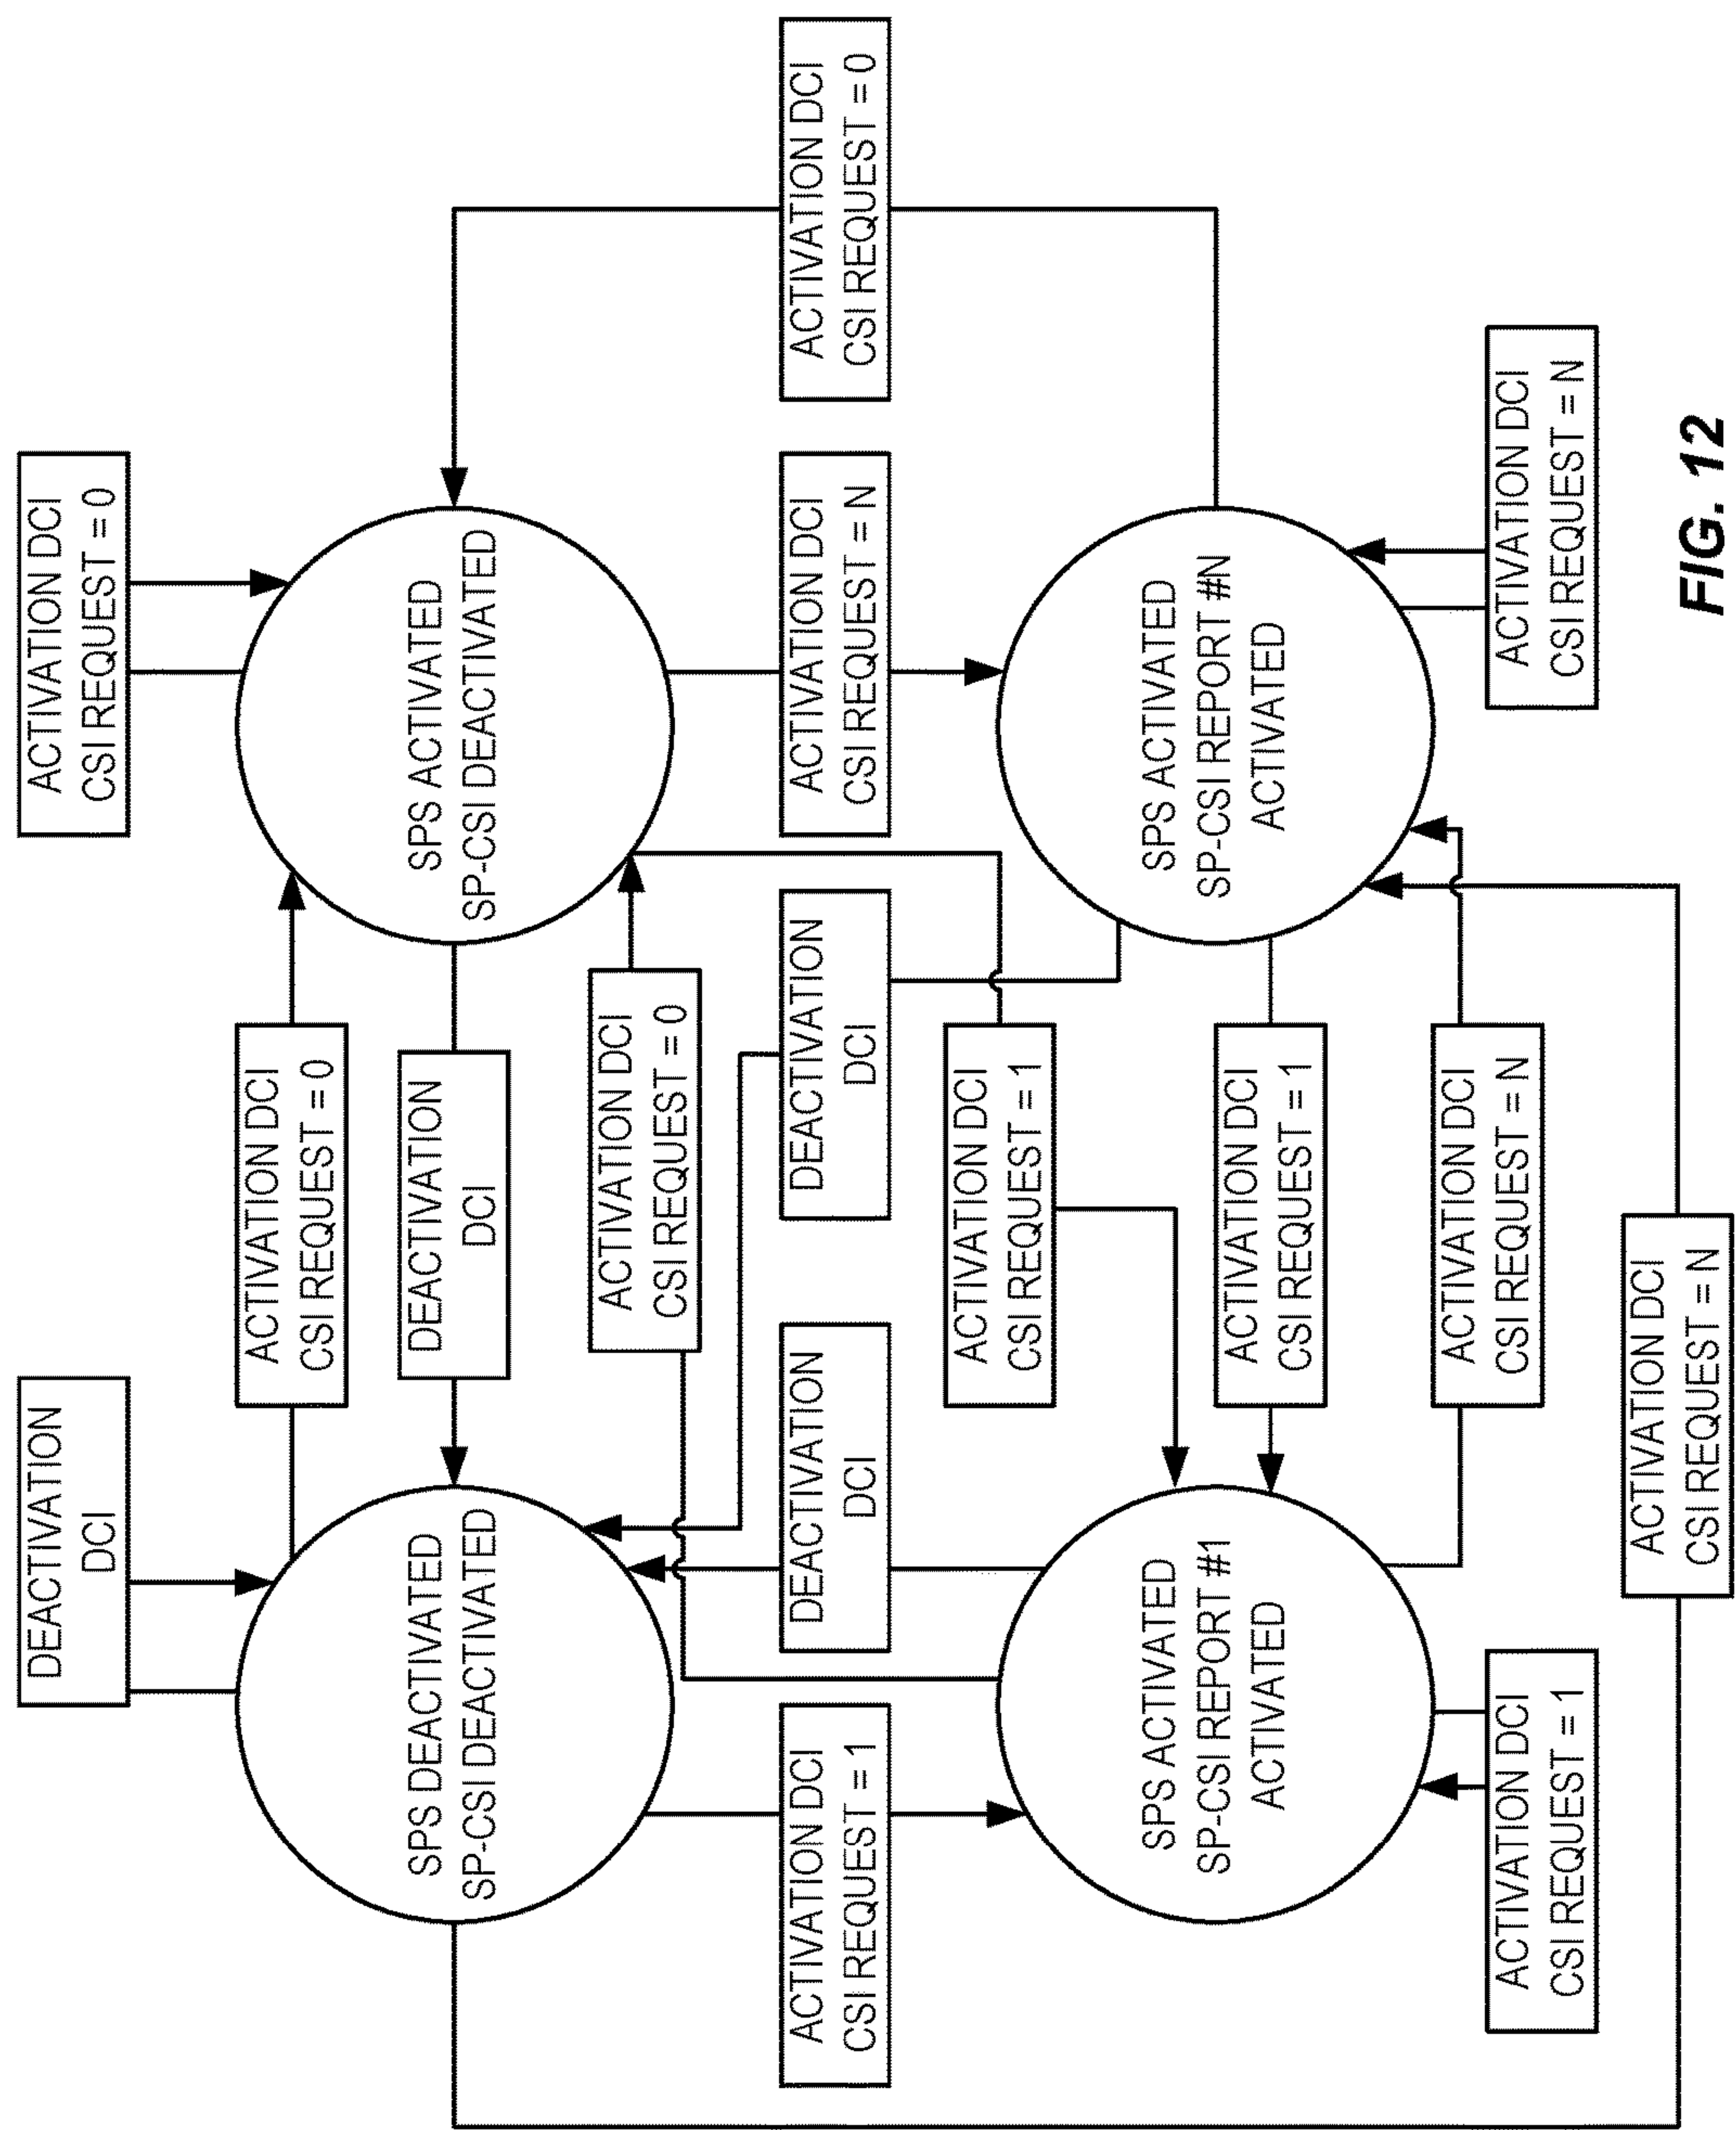 DEACTIVATION
DCI
ACTIVATION DCI
CSI REQUEST = 0
ACTIVATION DCI
CSI REQUEST = 0
SPS DEACTIVATED
SP-CSI DEACTIVATED
DEACTIVATION
DCI
SPS ACTIVATED
SP-CSI DEACTIVATED
ACTIVATION DCI
CSI REQUEST = 0
ACTIVATION DCI
CSI REQUEST = 1
DEACTIVATION
DCI
DEACTIVATION
DCI
ACTIVATION DCI
CSI REQUEST = N
ACTIVATION DCI
CSI REQUEST = 0
ACTIVATION DCI
CSI REQUEST = 1
SPS ACTIVATED
SP-CSI REPORT #1
ACTIVATED
ACTIVATION DCI
CSI REQUEST = 1
SPS ACTIVATED
SP-CSI REPORT #N
ACTIVATED
ACTIVATION DCI
CSI REQUEST = 1
ACTIVATION DCI
CSI REQUEST = N
ACTIVATION DCI
CSI REQUEST = N
ACTIVATION DCI
CSI REQUEST = N
FIG. 12